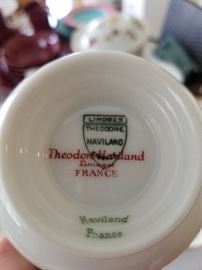 LIMOGES
THEODORE
HAVILAND
Theodore Haviland
Limoges
FRANCE
Haviland
France